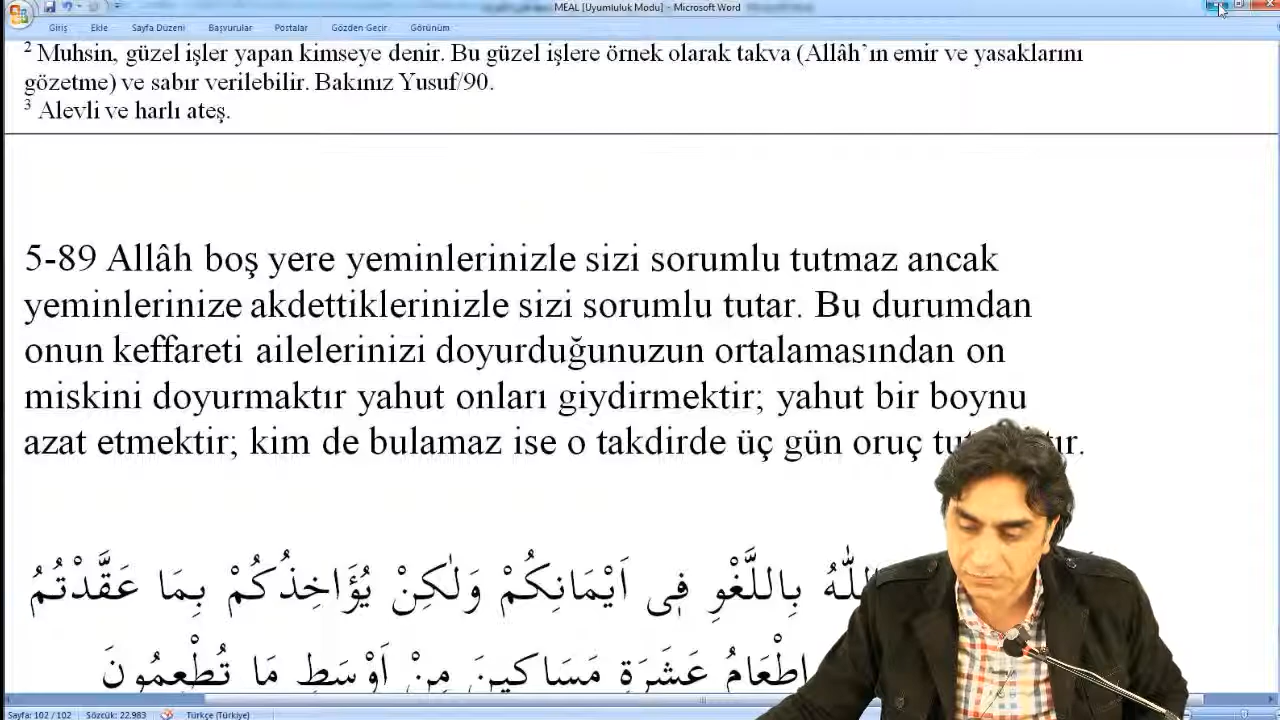 MEAL [Uyumluluk Modu] - Microsoft Word
Giriş Ekle Sayfa Düzeni Başvurular Postalar Gözden Geçir Görünüm
2 Muhsin, güzel işler yapan kimseye denir. Bu güzel işlere örnek olarak takva (Allâh’ın emir ve yasaklarını
gözetme) ve sabır verilebilir. Bakınız Yusuf/90.
3 Alevli ve harlı ateş.
5-89 Allâh boş yere yeminlerinizle sizi sorumlu tutmaz ancak
yeminlerinize akdettiklerinizle sizi sorumlu tutar. Bu durumdan
onun keffareti ailelerinizi doyurduğunuzun ortalamasından on
miskini doyurmaktır yahut onları giydirmektir; yahut bir boynu
azat etmektir; kim de bulamaz ise o takdirde üç gün oruç
اللّٰهُ بِاللَّغْوِ فٖى اَيْمَانِكُمْ وَلٰكِنْ يُؤَاخِذُكُمْ بِمَا عَقَّدْتُمُ
اِطْعَامُ عَشَرَةِ مَسَاكٖينَ مِنْ اَوْسَطِ مَا تُطْعِمُونَ
Sayfa: 102 / 102 Sözcük: 22.983 Türkçe (Türkiye)